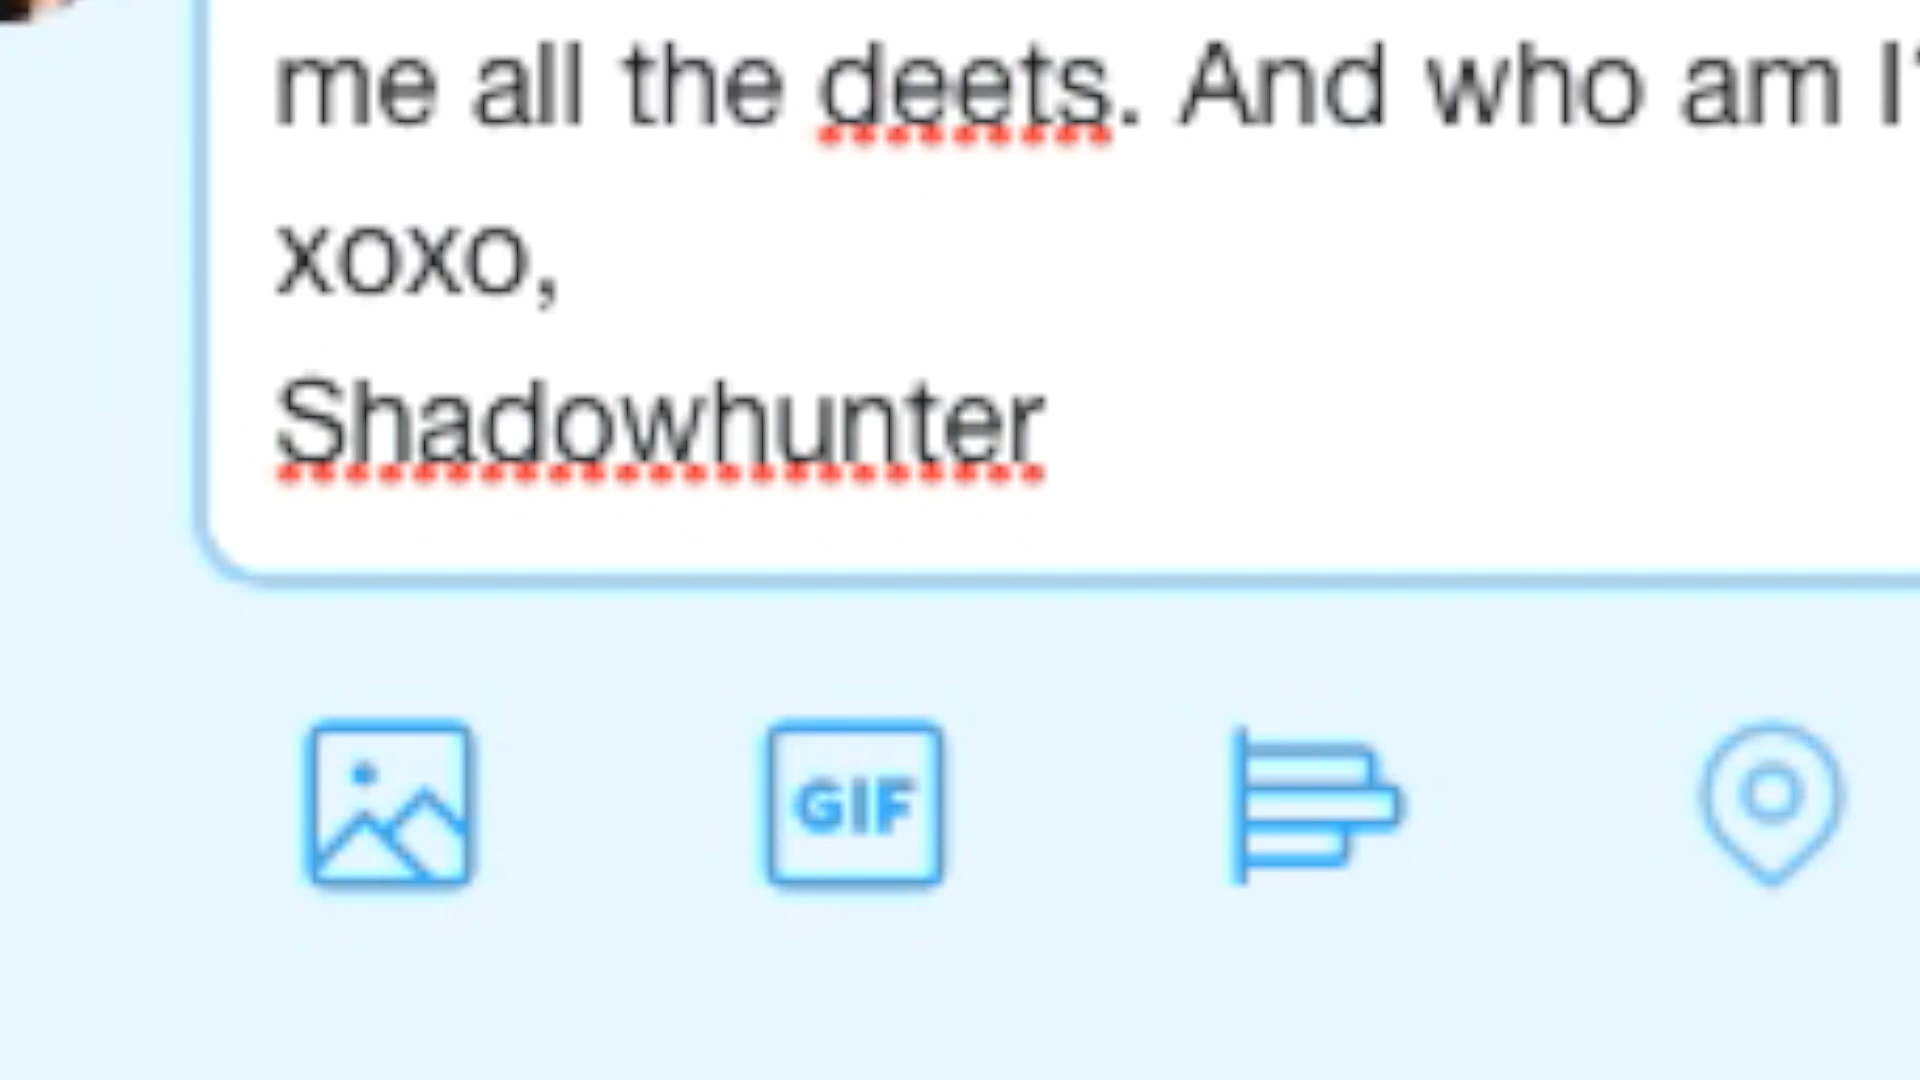 me all the deets. And who am I
xoxo,
Shadowhunter
GIF